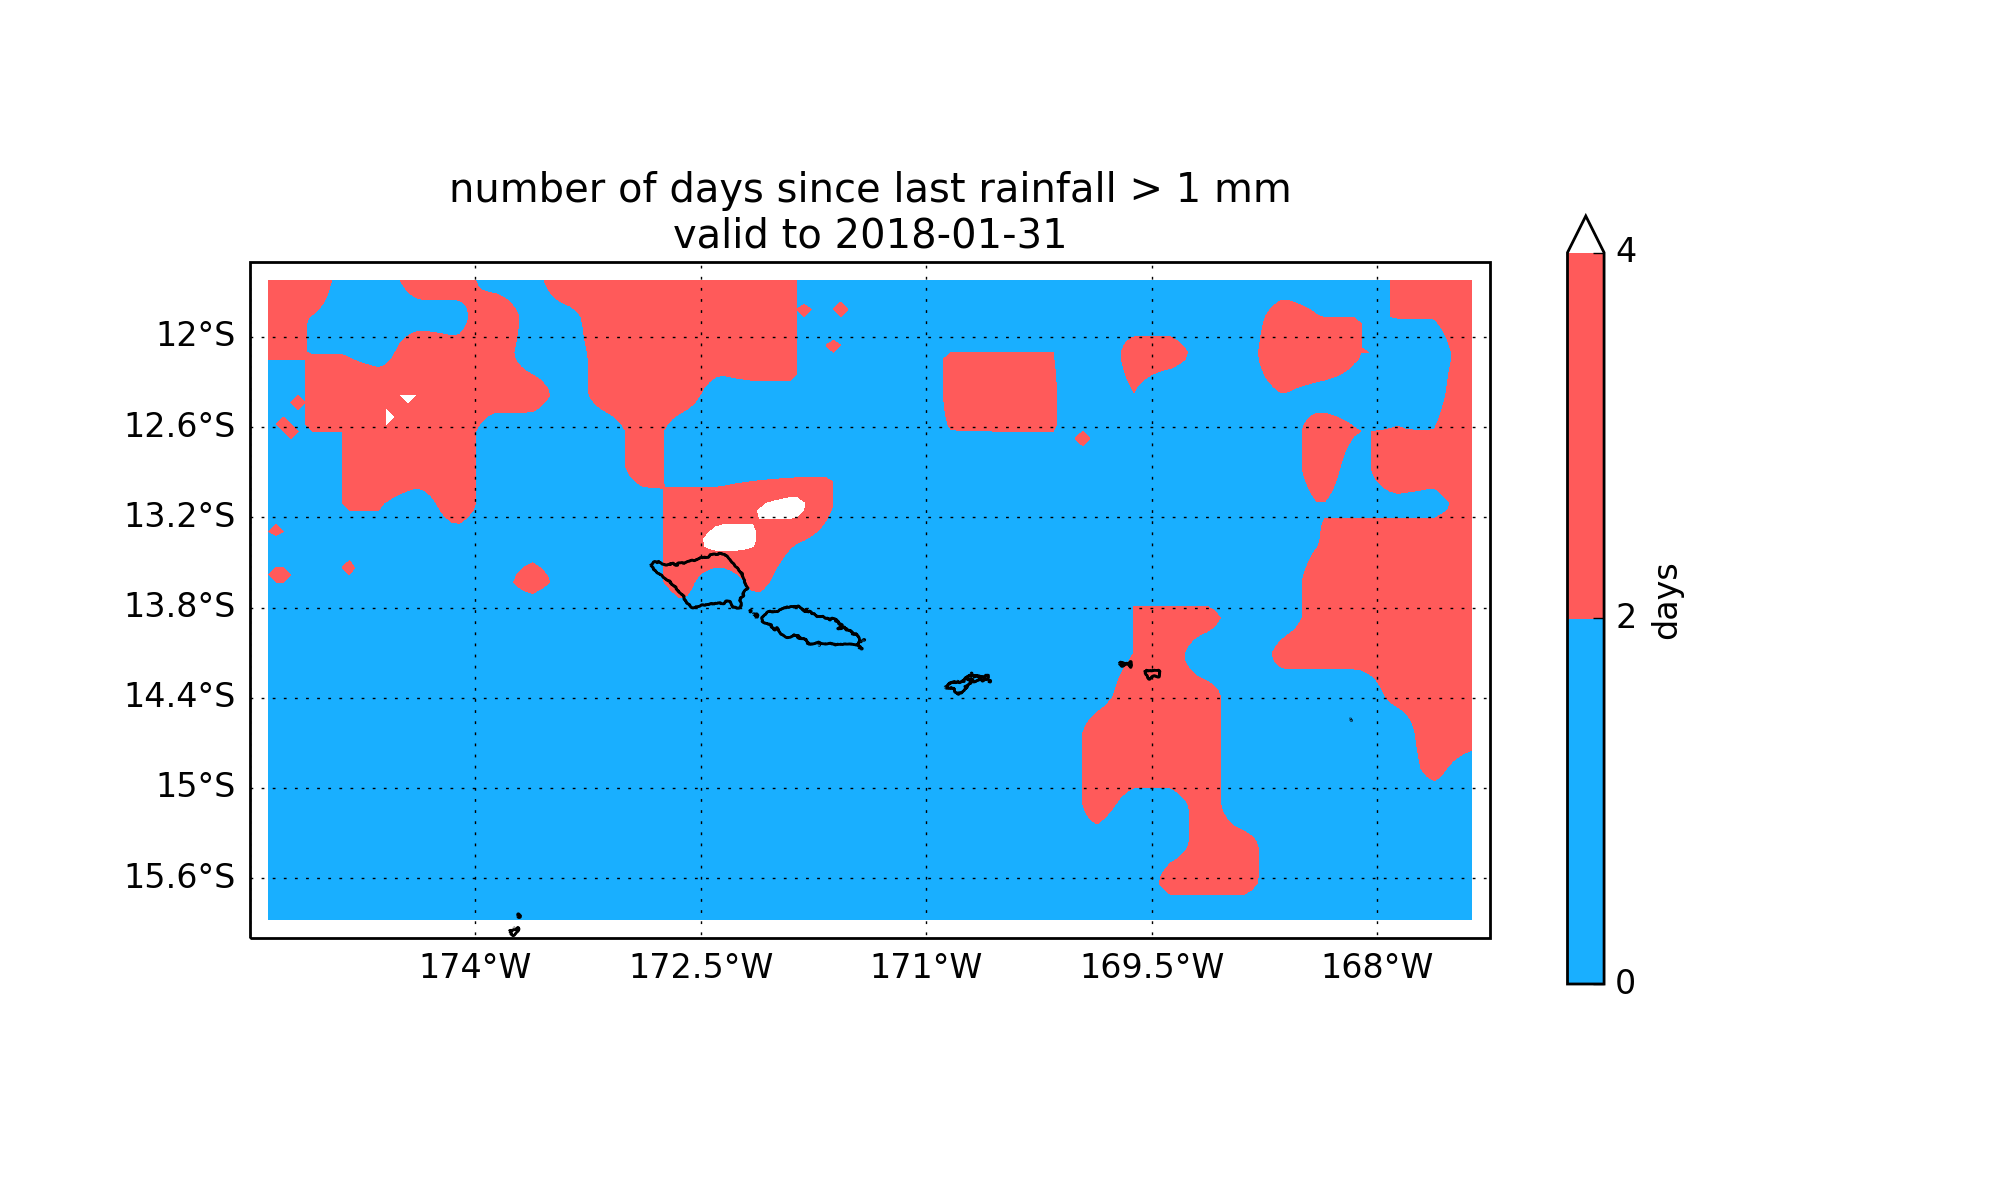 number of days since last rainfall > 1 mm
valid to 2018-01-31
12°S
12.6°S
13.2°S
13.8°S
14.4°S
15°S
15.6°S
174°W 172.5°W 171°W 169.5°W 168°W
4
2
0
days